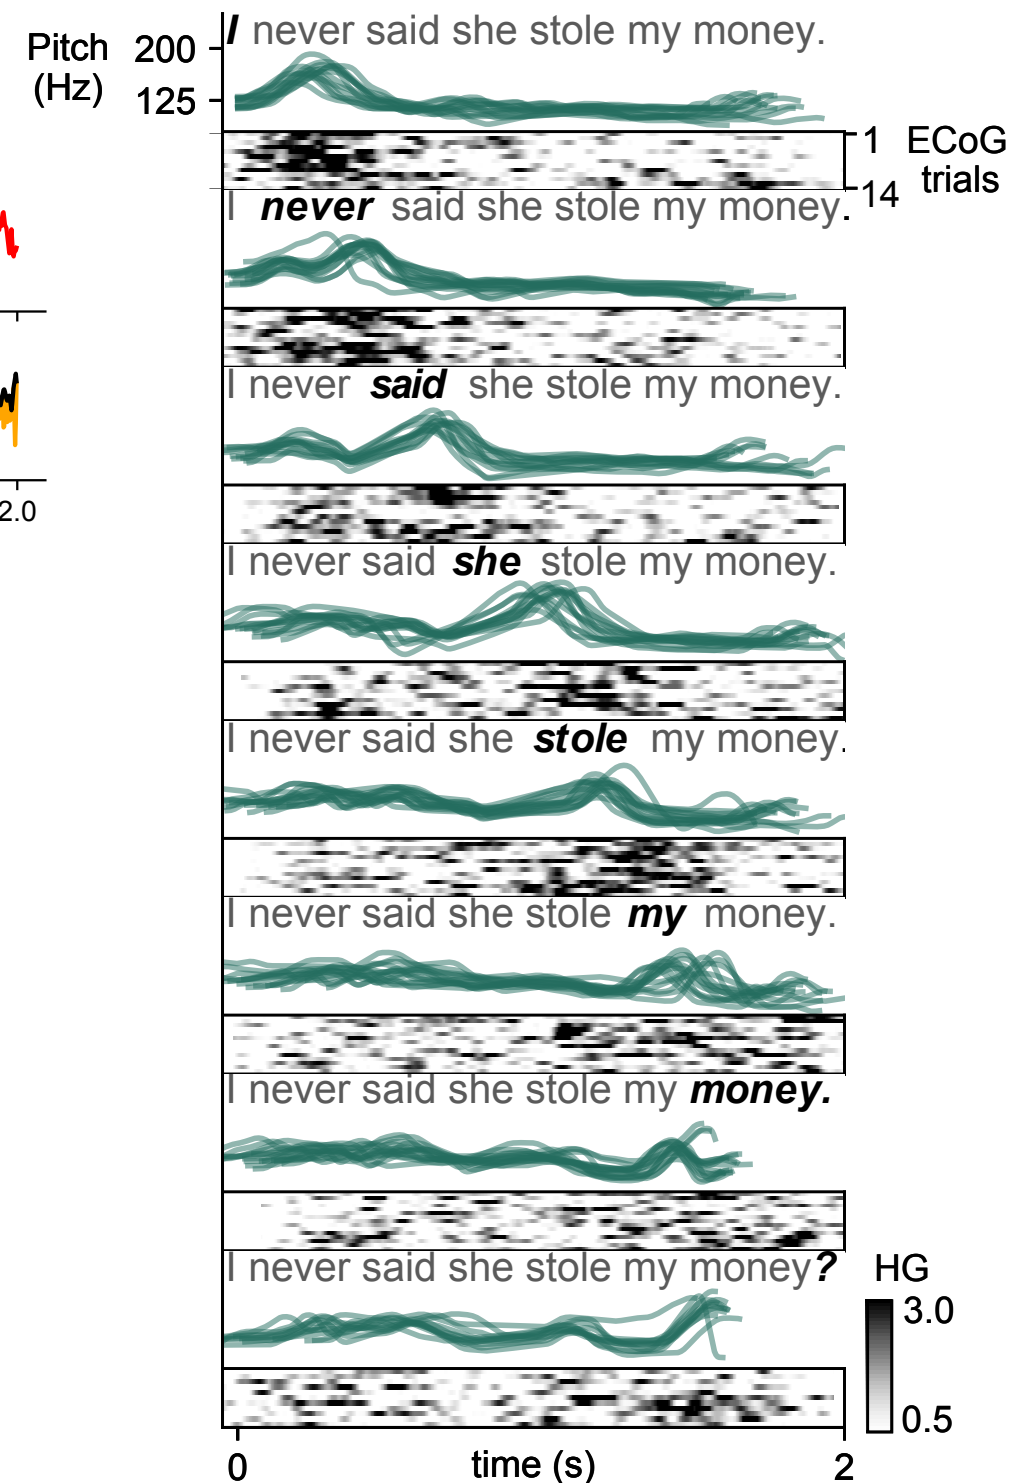 I never said she stole my money.
Pitch (Hz)
200
125
1
ECoG trials
14
I never said she stole my money.
I never said she stole my money.
2.0
I never said she stole my money.
I never said she stole my money.
I never said she stole my money.
I never said she stole my money.
I never said she stole my money?
HG
3.0
0.5
0
time (s)
2